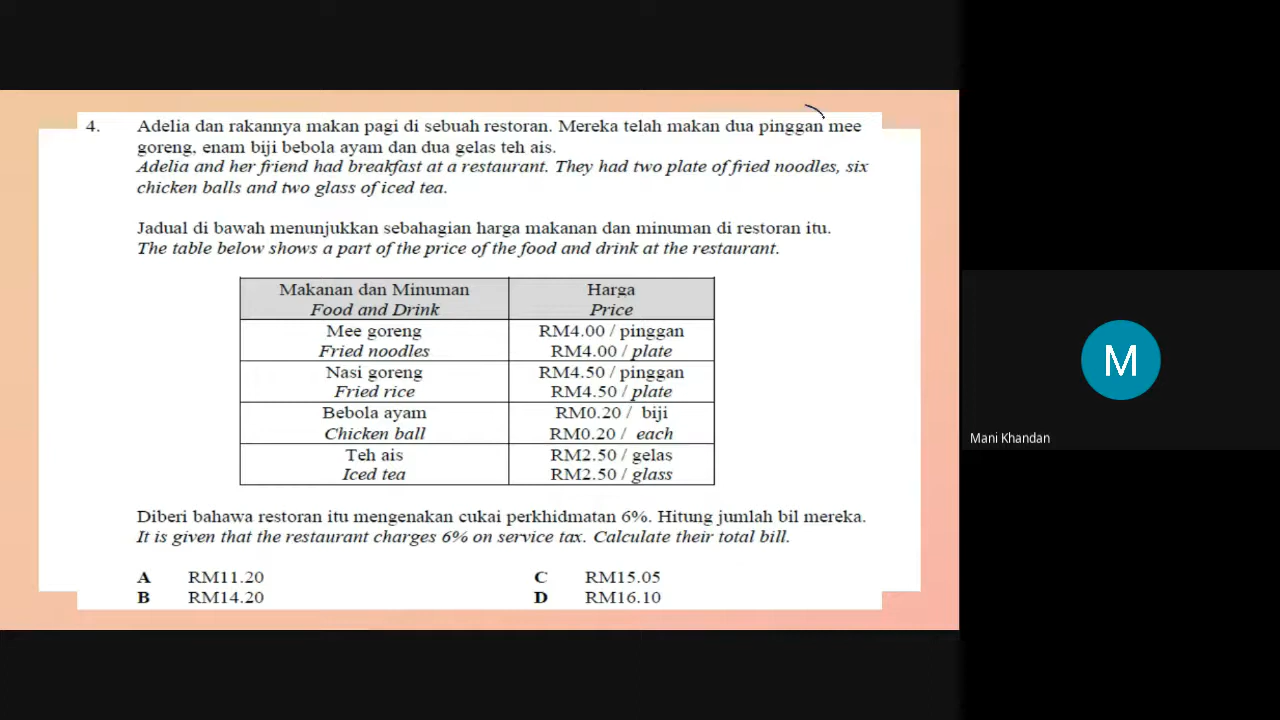 4. Adelia dan rakannya makan pagi di sebuah restoran. Mereka telah makan dua pinggan mee
goreng, enam biji bebola ayam dan dua gelas teh ais.
Adelia and her friend had breakfast at a restaurant. They had two plate of fried noodles, six
chicken balls and two glass of iced tea.
Jadual di bawah menunjukkan sebahagian harga makanan dan minuman di restoran itu.
The table below shows a part of the price of the food and drink at the restaurant.
Makanan dan Minuman Harga
Food and Drink Price
Mee goreng RM4.00 / pinggan
Fried noodles RM4.00 / plate
Nasi goreng RM4.50 / pinggan
Fried rice RM4.50 / plate
Bebola ayam RM0.20 / biji
Chicken ball RM0.20 / each
Teh ais RM2.50 / gelas
Iced tea RM2.50 / glass
Diberi bahawa restoran itu mengenakan cukai perkhidmatan 6%. Hitung jumlah bil mereka.
It is given that the restaurant charges 6% on service tax. Calculate their total bill.
A RM11.20 C RM15.05
B RM14.20 D RM16.10
M
Mani Khandan